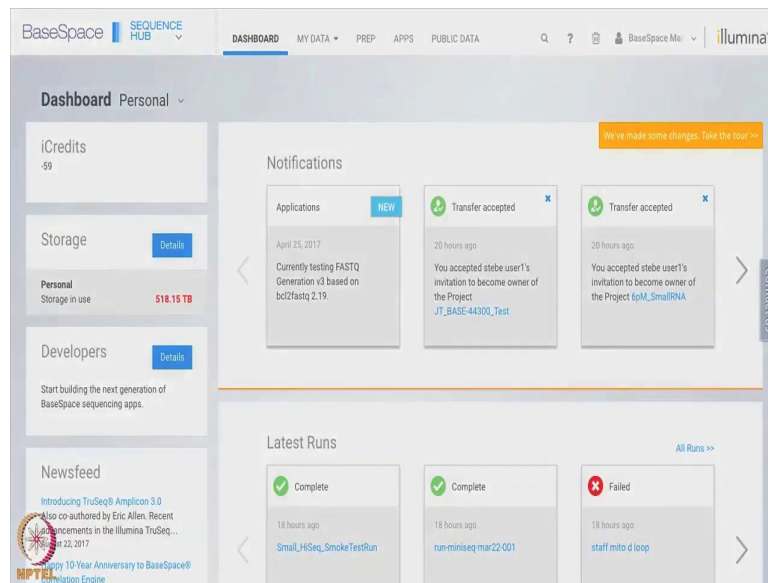 BaseSpace SEQUENCE HUB
DASHBOARD MY DATA PREP APPS PUBLIC DATA ? BaseSpace illumina
Dashboard Personal
We've made some changes. Take the tour >>
iCredits
-59
Storage
Details
Personal
Storage in use 518.15 TB
Developers
Details
Start building the next generation of
BaseSpace sequencing apps.
Newsfeed
Introducing TruSeq® Amplicon 3.0
Also co-authored by Eric Allen. Recent
advancements in the Illumina TruSeq...
August 22, 2017
Happy 10-Year Anniversary to BaseSpace®
Correlation Engine
Notifications
Applications NEW
April 25, 2017
Currently testing FASTQ
Generation v3 based on
bcl2fastq 2.19.
Transfer accepted x
20 hours ago
You accepted stebe user1's
invitation to become owner of
the Project
JT_BASE-44300_Test
Transfer accepted x
20 hours ago
You accepted stebe user1's
invitation to become owner of
the Project 6pM_SmallRNA
Latest Runs
All Runs >>
Complete
18 hours ago
Small_HiSeq_SmokeTestRun
Complete
18 hours ago
run-miniseq-mar22-001
Failed
18 hours ago
staff mito d loop
NPTEL